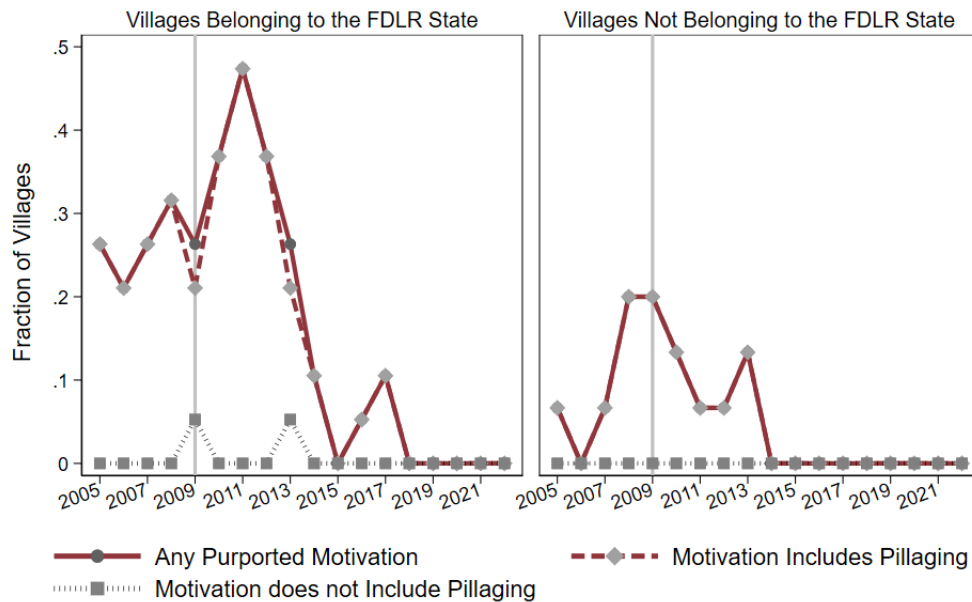 Villages Belonging to the FDLR State
Villages Not Belonging to the FDLR State
Fraction of Villages
.5
.4
.3
.2
.1
0
2005 2007 2009 2011 2013 2015 2017 2019 2021
2005 2007 2009 2011 2013 2015 2017 2019 2021
Any Purported Motivation
Motivation Includes Pillaging
Motivation does not Include Pillaging